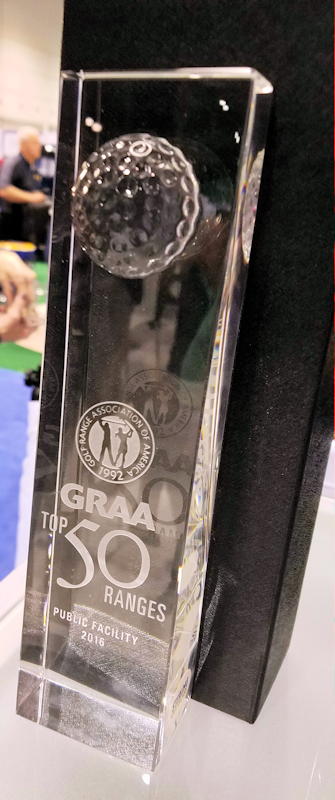 GOLF RANGE ASSOCIATION OF AMERICA
1992
GRAA
TOP
50
RANGES
PUBLIC FACILITY
2016